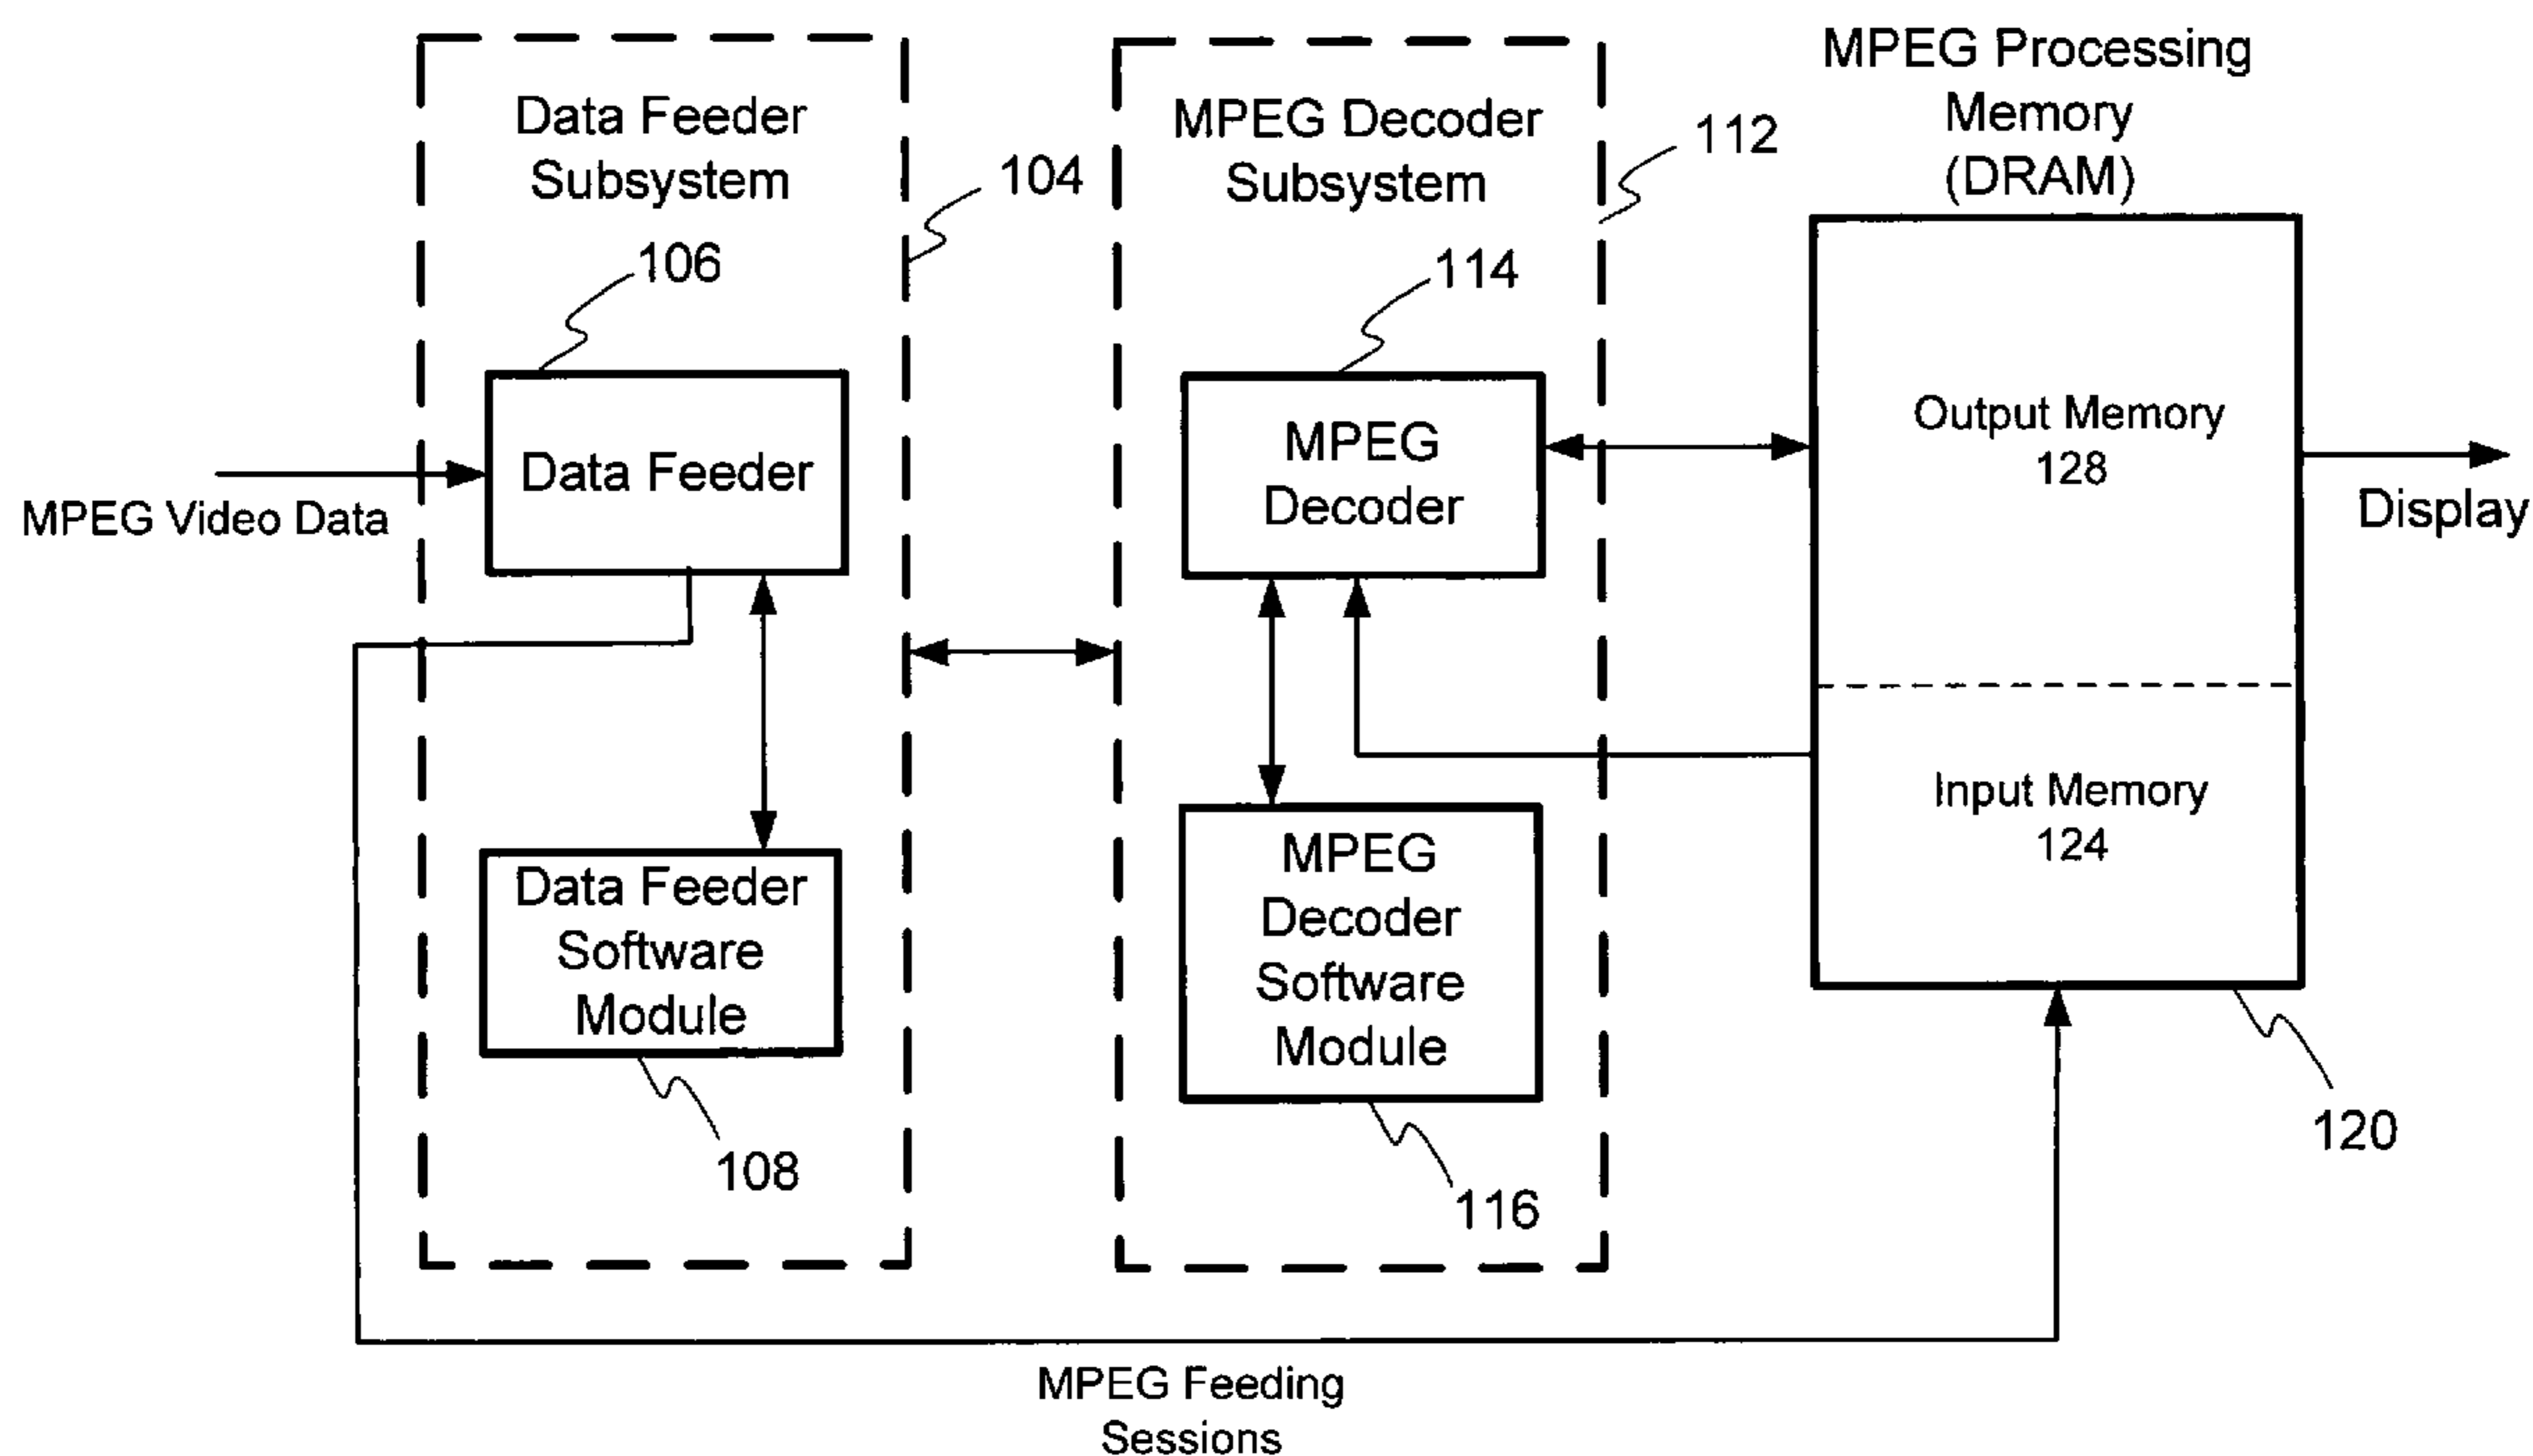 Data Feeder
Subsystem
104
106
Data Feeder
MPEG Video Data
Data Feeder
Software
Module
108
MPEG Decoder
Subsystem
112
114
MPEG
Decoder
MPEG
Decoder
Software
Module
116
MPEG Processing
Memory
(DRAM)
Output Memory
128
Display
Input Memory
124
120
MPEG Feeding
Sessions